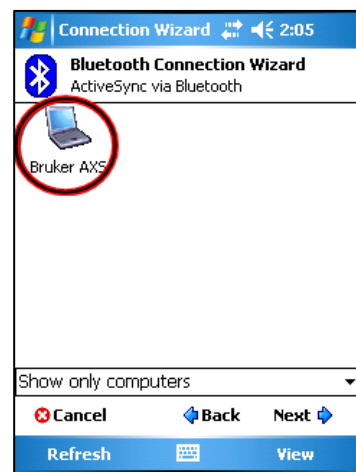 Connection Wizard 2:05
Bluetooth Connection Wizard
ActiveSync via Bluetooth
Bruker AXS
Show only computers
Cancel Back Next
Refresh View